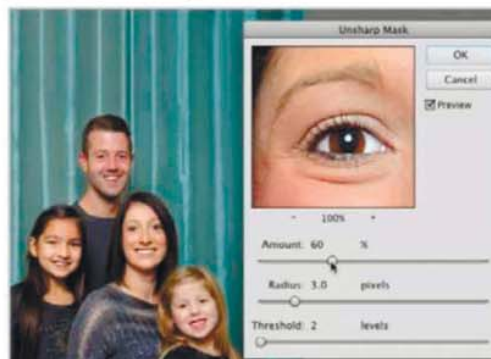 Unsharp Mask
OK
Cancel
Preview
- 100% +
Amount: 60 %
Radius: 3.0 pixels
Threshold: 2 levels